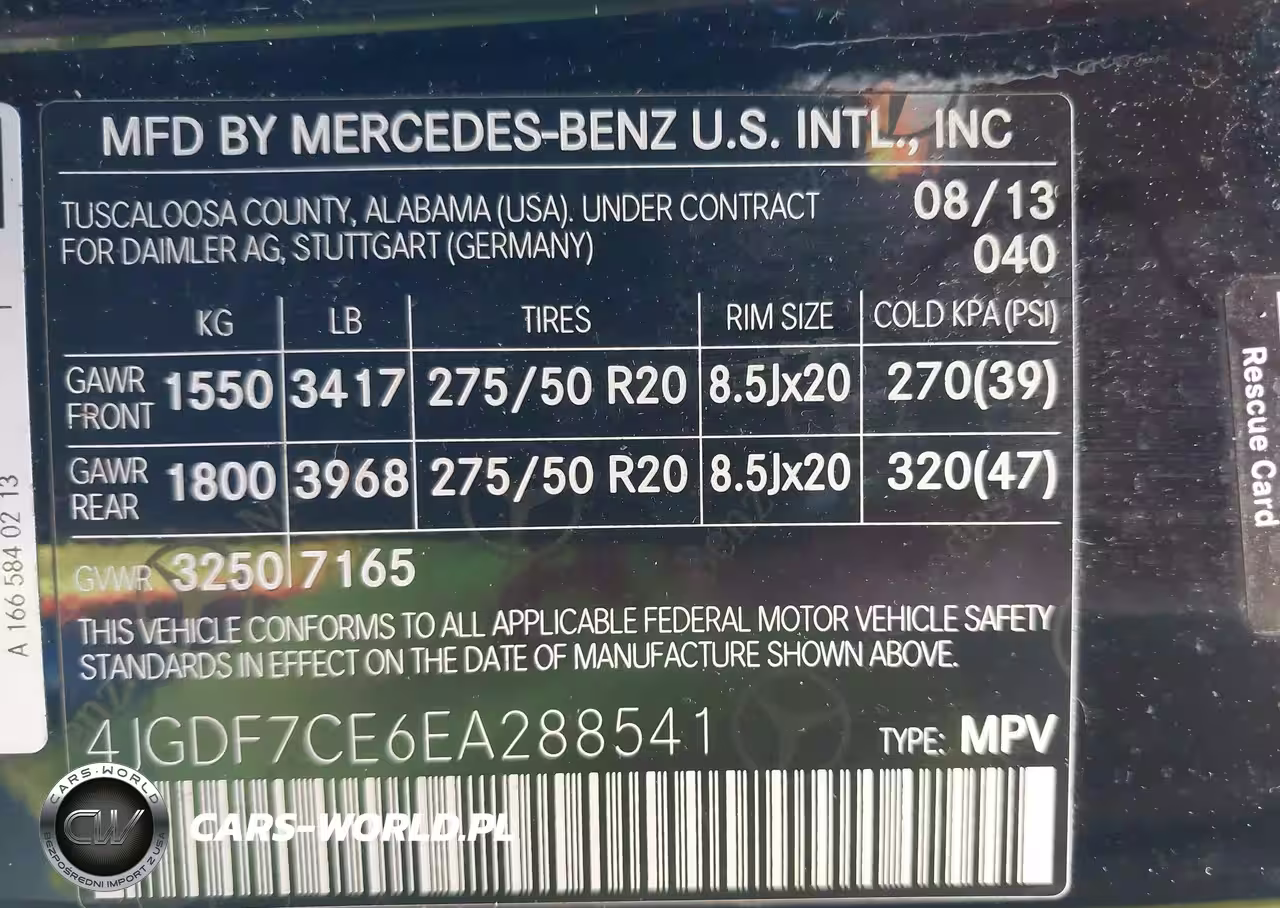 MFD BY MERCEDES-BENZ U.S. INTL., INC
TUSCALOOSA COUNTY, ALABAMA (USA). UNDER CONTRACT 08/13
FOR DAIMLER AG, STUTTGART (GERMANY) 040
KG LB TIRES RIM SIZE COLD KPA (PSI)
GAWR FRONT 1550 3417 275/50 R20 8.5Jx20 270(39)
GAWR REAR 1800 3968 275/50 R20 8.5Jx20 320(47)
GVWR 3250 7165
THIS VEHICLE CONFORMS TO ALL APPLICABLE FEDERAL MOTOR VEHICLE SAFETY
STANDARDS IN EFFECT ON THE DATE OF MANUFACTURE SHOWN ABOVE.
4JGDF7CE6EA288541 TYPE: MPV
A 166 584 02 13
Rescue Card
CARS-WORLD
CW
BEZPOŚREDNI IMPORT Z USA
CARS-WORLD.PL